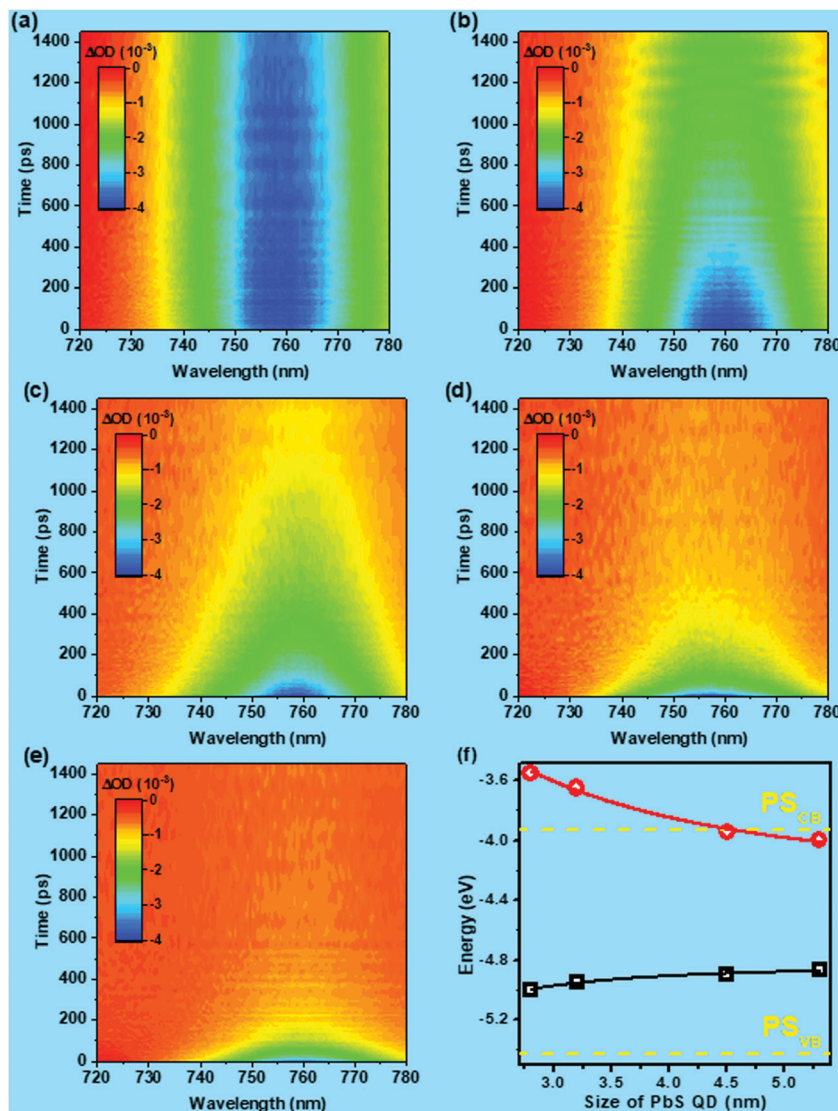 (a)
ΔOD (10⁻³)
0
-1
-2
-3
-4
1400
1200
1000
800
600
400
200
0
Time (ps)
720 730 740 750 760 770 780
Wavelength (nm)
(b)
ΔOD (10⁻³)
0
-1
-2
-3
-4
1400
1200
1000
800
600
400
200
0
Time (ps)
720 730 740 750 760 770 780
Wavelength (nm)
(c)
ΔOD (10⁻³)
0
-1
-2
-3
-4
1400
1200
1000
800
600
400
200
0
Time (ps)
720 730 740 750 760 770 780
Wavelength (nm)
(d)
ΔOD (10⁻³)
0
-1
-2
-3
-4
1400
1200
1000
800
600
400
200
0
Time (ps)
720 730 740 750 760 770 780
Wavelength (nm)
(e)
ΔOD (10⁻³)
0
-1
-2
-3
-4
1400
1200
1000
800
600
400
200
0
Time (ps)
720 730 740 750 760 770 780
Wavelength (nm)
(f)
-3.6
-4.0
-4.4
-4.8
-5.2
Energy (eV)
PS_CB
PS_VB
3.0 3.5 4.0 4.5 5.0
Size of PbS QD (nm)